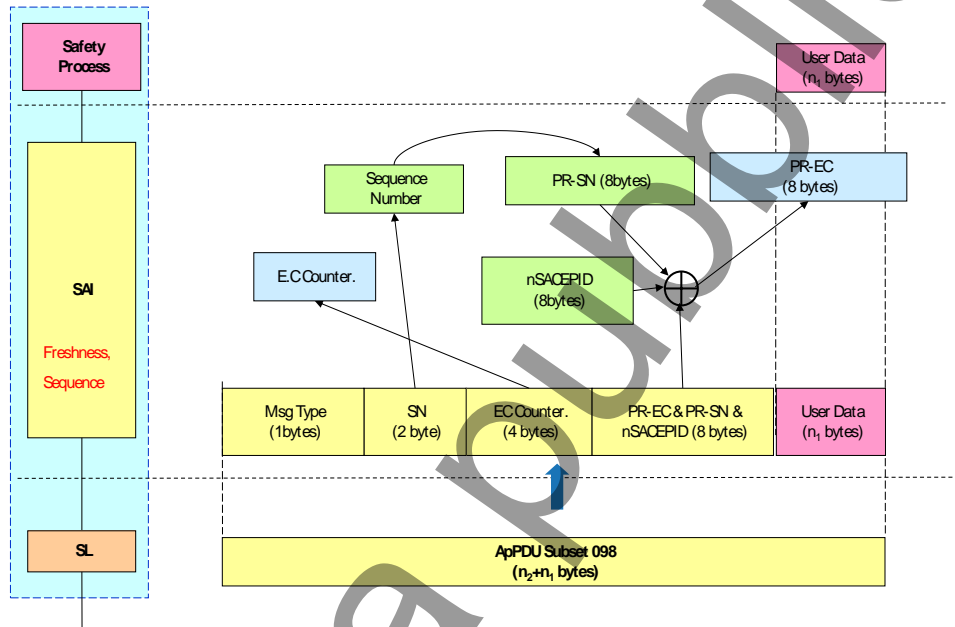 Safety
Process
User Data
(n1 bytes)
Sequence
Number
PR-SN (8bytes)
PR-EC
(8 bytes)
E.C Counter.
nSACEPID
(8bytes)
SAI
Freshness,
Sequence
Msg Type
(1bytes)
SN
(2 byte)
EC Counter.
(4 bytes)
PR-EC & PR-SN &
nSACEPID (8 bytes)
User Data
(n1 bytes)
SL
ApPDU Subset 098
(n2+n1 bytes)